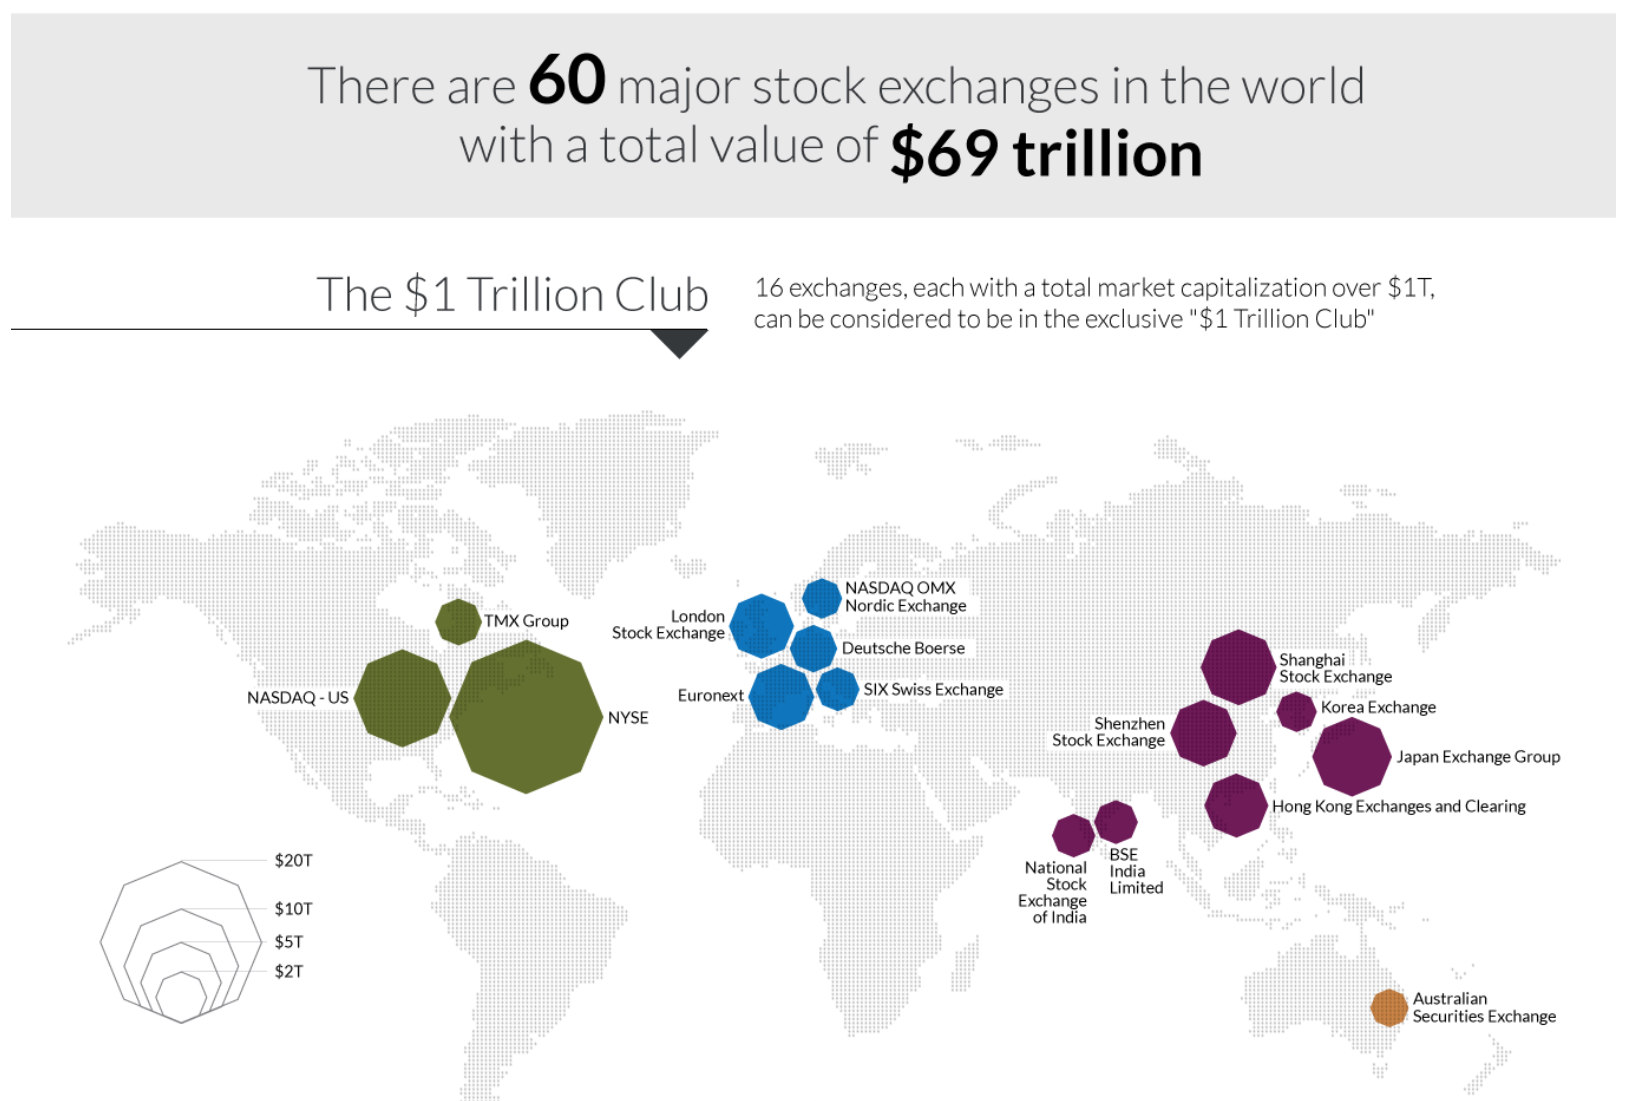 There are 60 major stock exchanges in the world
with a total value of $69 trillion
The $1 Trillion Club
16 exchanges, each with a total market capitalization over $1T,
can be considered to be in the exclusive "$1 Trillion Club"
NASDAQ OMX
Nordic Exchange
London
Stock Exchange
TMX Group
Deutsche Boerse
Shanghai
Stock Exchange
SIX Swiss Exchange
Euronext
NASDAQ - US
NYSE
Korea Exchange
Shenzhen
Stock Exchange
Japan Exchange Group
Hong Kong Exchanges and Clearing
National
Stock
Exchange
of India
BSE
India
Limited
$20T
$10T
$5T
$2T
Australian
Securities Exchange